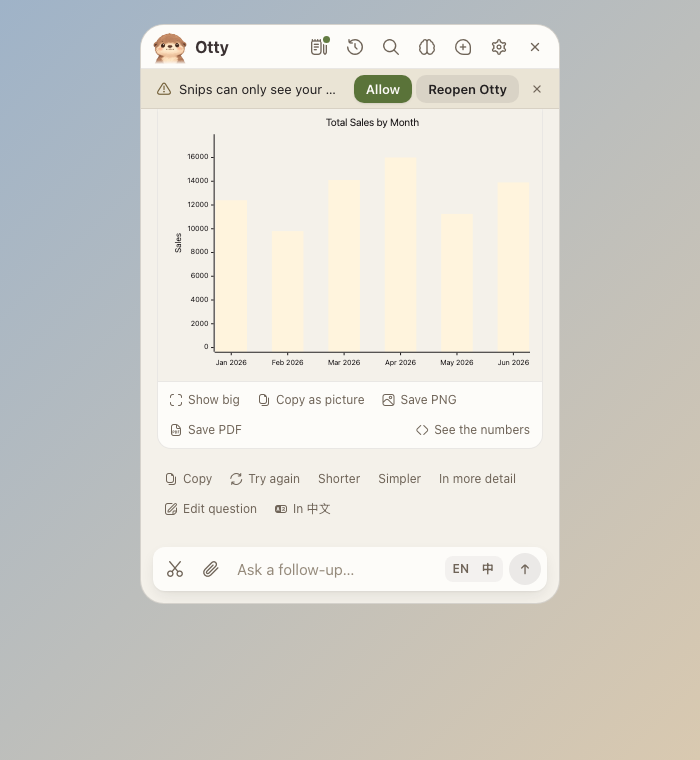 Otty
Snips can only see your ...
Allow
Reopen Otty
Total Sales by Month
Sales
16000
14000
12000
10000
8000
6000
4000
2000
0
Jan 2026 Feb 2026 Mar 2026 Apr 2026 May 2026 Jun 2026
Show big Copy as picture Save PNG
Save PDF See the numbers
Copy Try again Shorter Simpler In more detail
Edit question In 中文
Ask a follow-up... EN 中